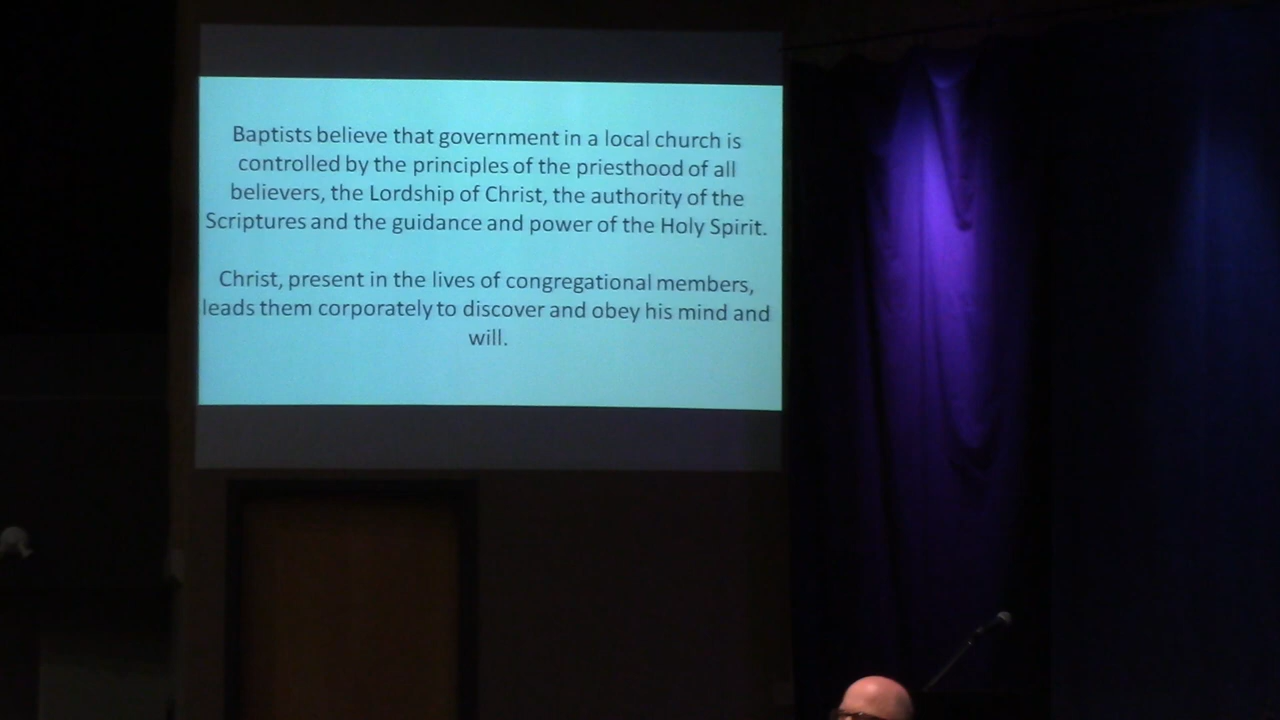 Baptists believe that government in a local church is
controlled by the principles of the priesthood of all
believers, the Lordship of Christ, the authority of the
Scriptures and the guidance and power of the Holy Spirit.
Christ, present in the lives of congregational members,
leads them corporately to discover and obey his mind and
will.